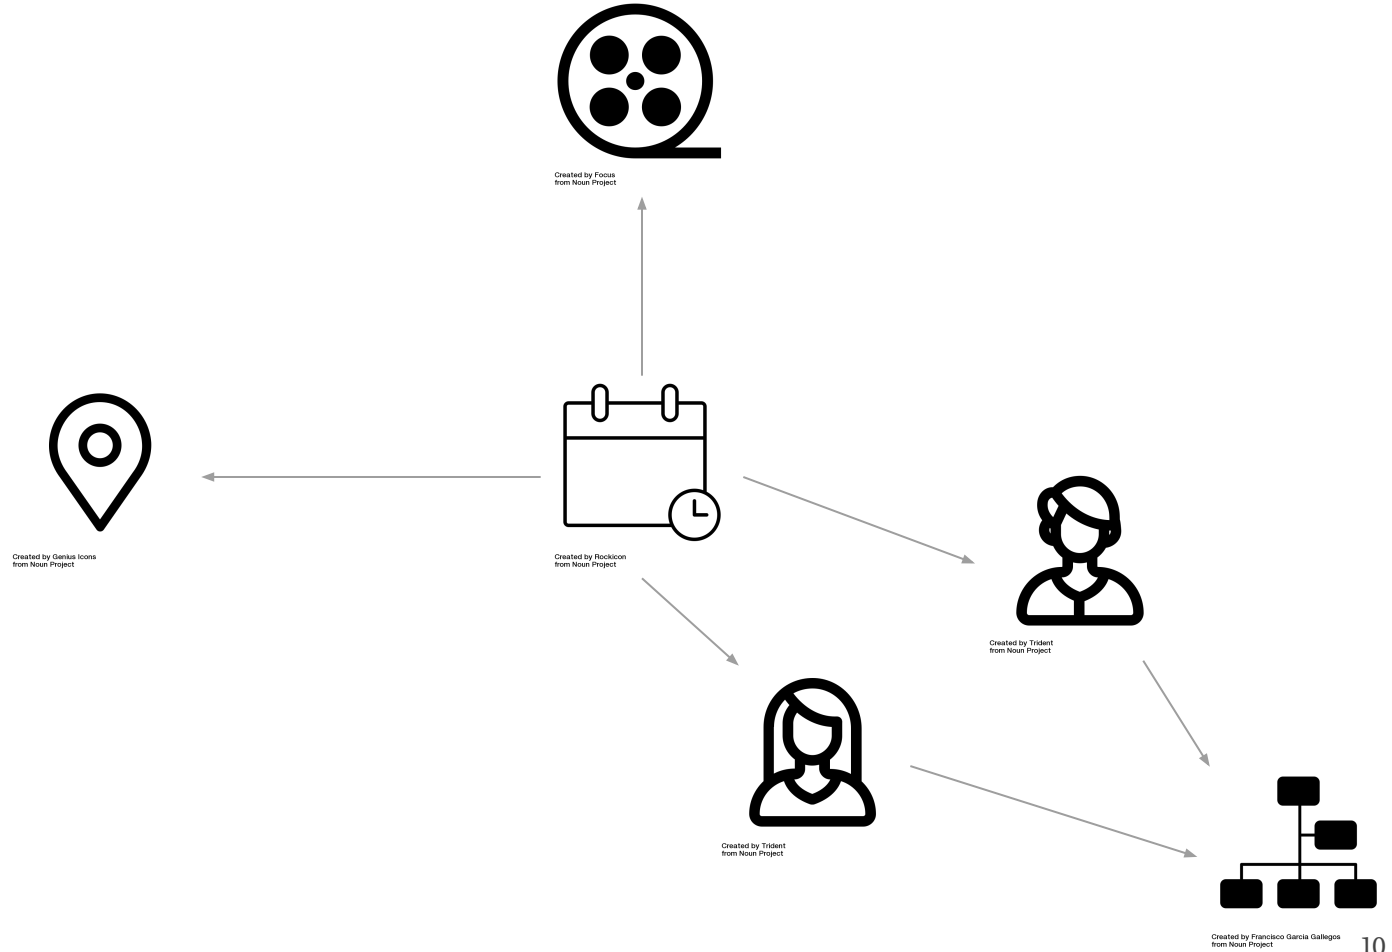 Created by Focus
from Noun Project
Created by Genius Icons
from Noun Project
Created by Rockicon
from Noun Project
Created by Trident
from Noun Project
Created by Trident
from Noun Project
Created by Francisco Garcia Gallegos
from Noun Project
10